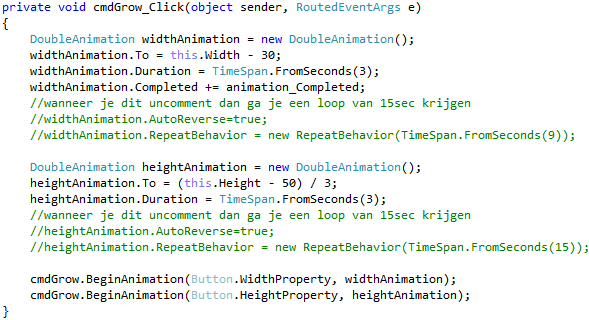 private void cmdGrow_Click(object sender, RoutedEventArgs e)
{
    DoubleAnimation widthAnimation = new DoubleAnimation();
    widthAnimation.To = this.Width - 30;
    widthAnimation.Duration = TimeSpan.FromSeconds(3);
    widthAnimation.Completed += animation_Completed;
    //wanneer je dit uncomment dan ga je een loop van 15sec krijgen
    //widthAnimation.AutoReverse=true;
    //widthAnimation.RepeatBehavior = new RepeatBehavior(TimeSpan.FromSeconds(9));

    DoubleAnimation heightAnimation = new DoubleAnimation();
    heightAnimation.To = (this.Height - 50) / 3;
    heightAnimation.Duration = TimeSpan.FromSeconds(3);
    //wanneer je dit uncomment dan ga je een loop van 15sec krijgen
    //heightAnimation.AutoReverse=true;
    //heightAnimation.RepeatBehavior = new RepeatBehavior(TimeSpan.FromSeconds(15));

    cmdGrow.BeginAnimation(Button.WidthProperty, widthAnimation);
    cmdGrow.BeginAnimation(Button.HeightProperty, heightAnimation);
}